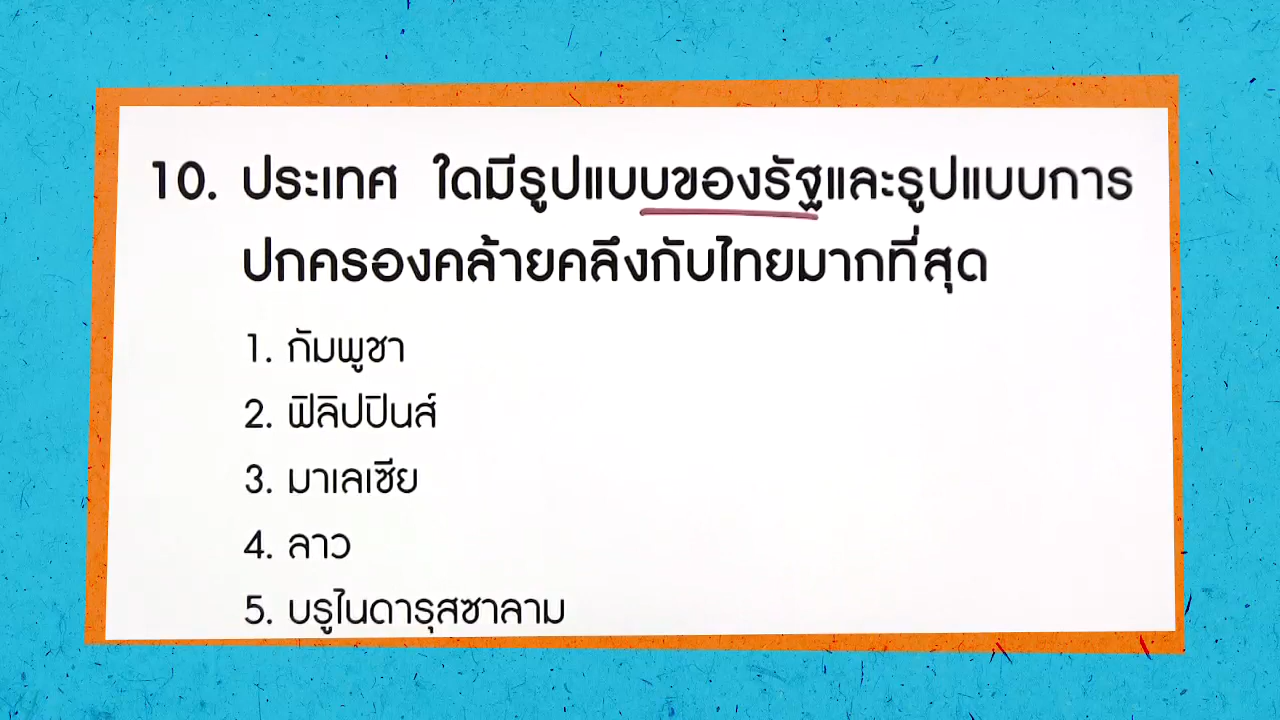 10. ประเทศ ใดมีรูปแบบของรัฐและรูปแบบการ
ปกครองคล้ายคลึงกับไทยมากที่สุด
1. กัมพูชา
2. ฟิลิปปินส์
3. มาเลเซีย
4. ลาว
5. บรูไนดารุสซาลาม